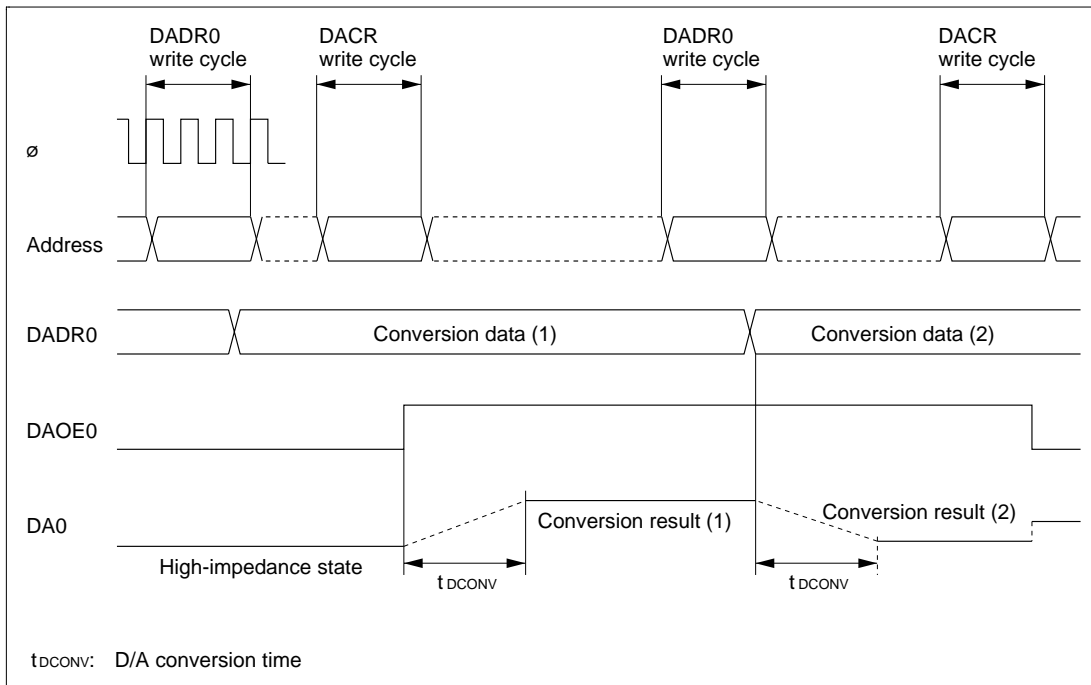 DADR0
write cycle
DACR
write cycle
DADR0
write cycle
DACR
write cycle
ø
Address
DADR0
Conversion data (1)
Conversion data (2)
DAOE0
DA0
Conversion result (1)
Conversion result (2)
High-impedance state
tDCONV
tDCONV
tDCONV: D/A conversion time